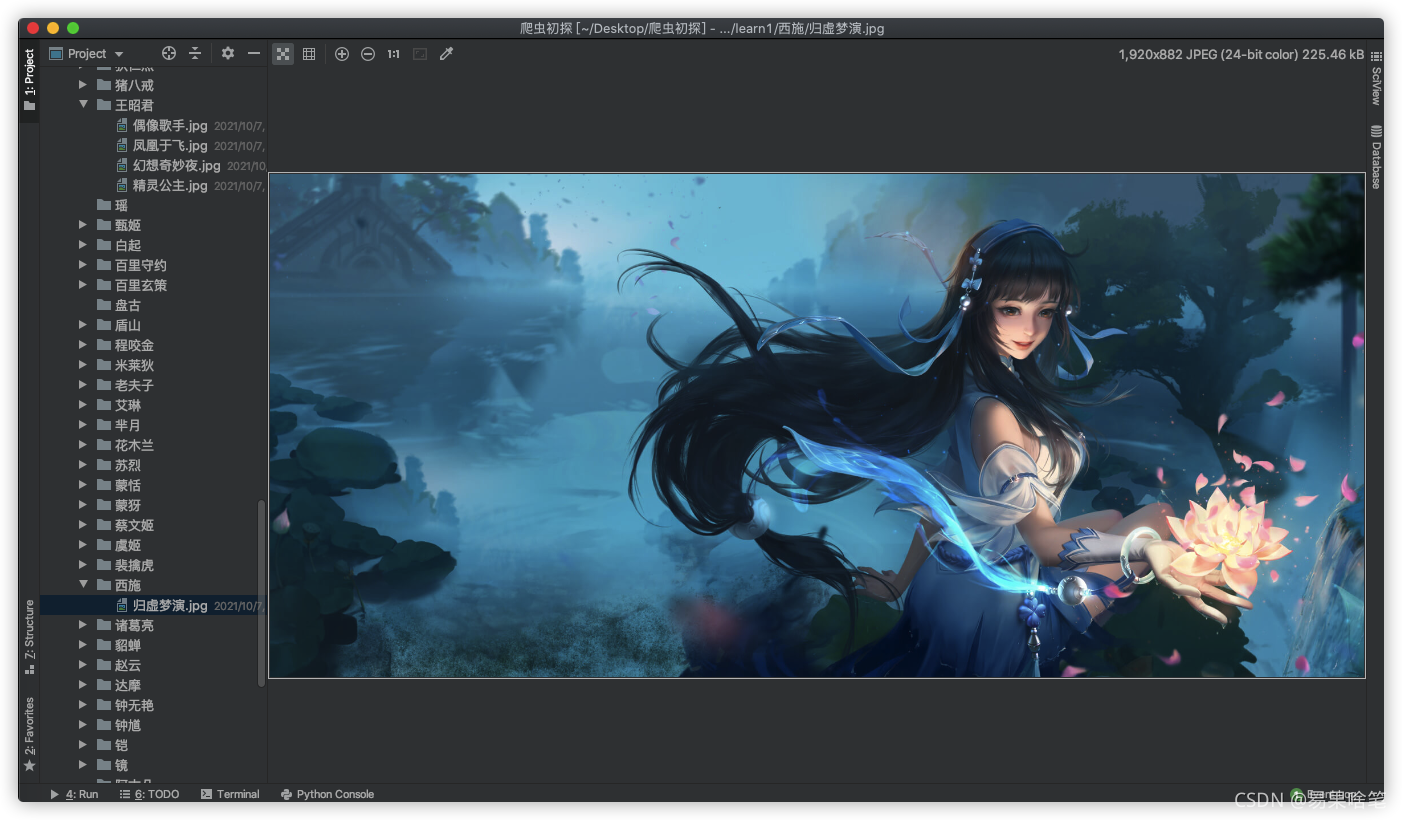 爬虫初探 [~/Desktop/爬虫初探] - .../learn1/西施/归虚梦演.jpg
Project
1,920x882 JPEG (24-bit color) 225.46 kB
1: Project
猪八戒
王昭君
偶像歌手.jpg 2021/10/7,
凤凰于飞.jpg 2021/10/7,
幻想奇妙夜.jpg 2021/10
精灵公主.jpg 2021/10/7,
瑶
甄姬
白起
百里守约
百里玄策
盘古
盾山
程咬金
米莱狄
老夫子
艾琳
芈月
花木兰
苏烈
蒙恬
蒙犽
蔡文姬
虞姬
裴擒虎
西施
归虚梦演.jpg 2021/10/7,
诸葛亮
貂蝉
赵云
达摩
钟无艳
钟馗
铠
镜
7: Structure
2: Favorites
1:1
SciView
Database
4: Run
6: TODO
Terminal
Python Console
CSDN @易果啥笔